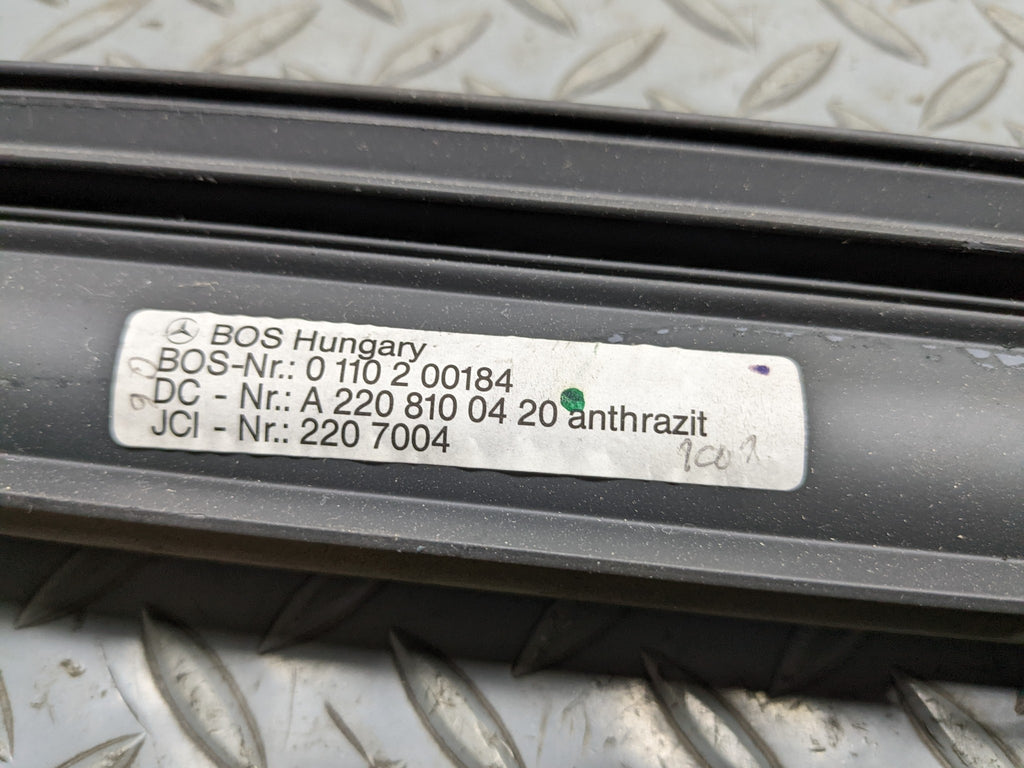 BOS Hungary
BOS-Nr.: 0 110 2 00184
DC - Nr.: A 220 810 04 20 anthrazit
JCI - Nr.: 220 7004